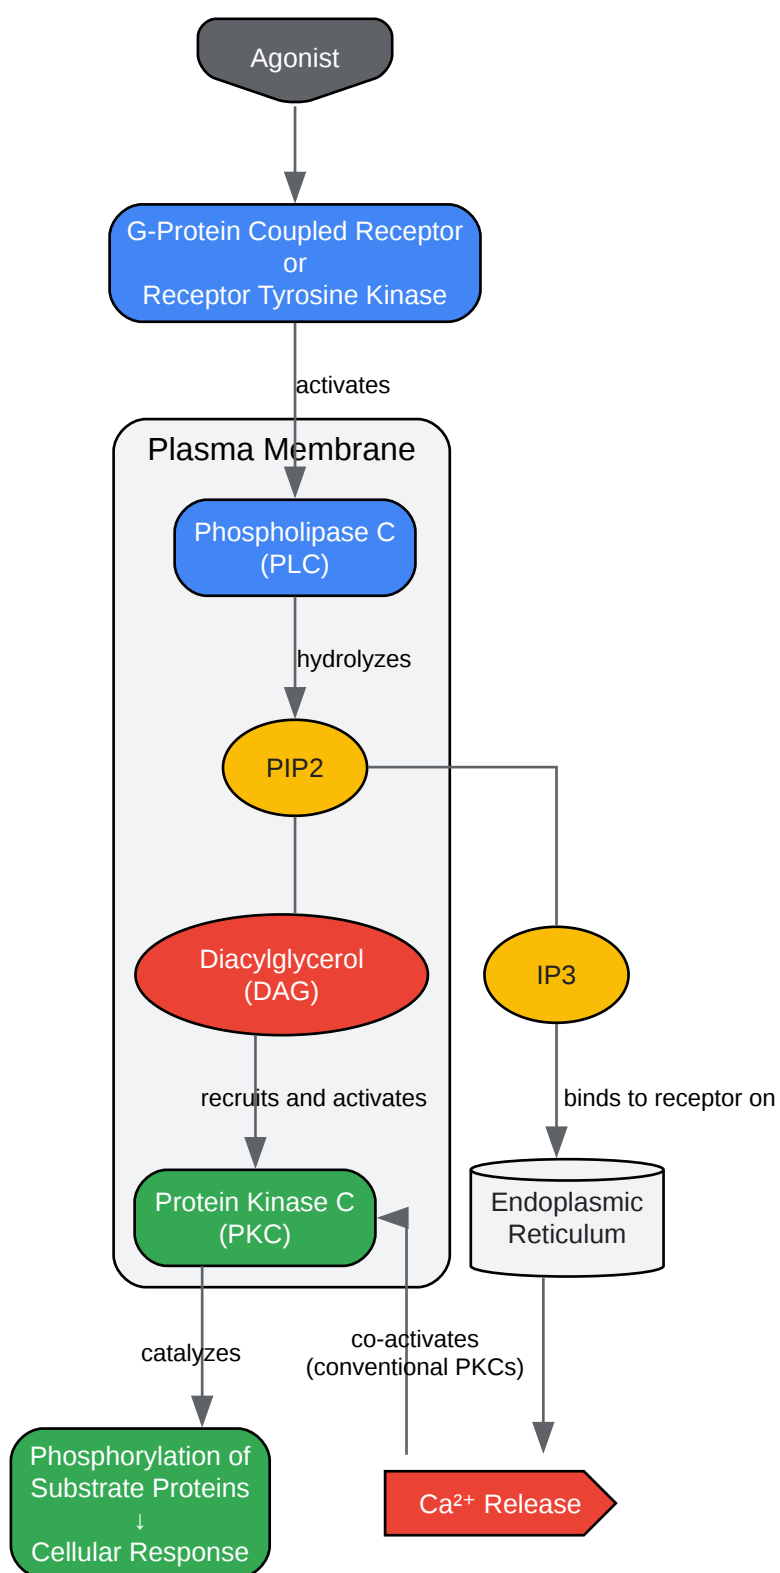 Agonist
G-Protein Coupled Receptor
or
Receptor Tyrosine Kinase
activates
Plasma Membrane
Phospholipase C
(PLC)
hydrolyzes
PIP2
Diacylglycerol
(DAG)
IP3
recruits and activates
binds to receptor on
Protein Kinase C
(PKC)
Endoplasmic
Reticulum
catalyzes
co-activates
(conventional PKCs)
Phosphorylation of
Substrate Proteins
↓
Cellular Response
Ca²⁺ Release